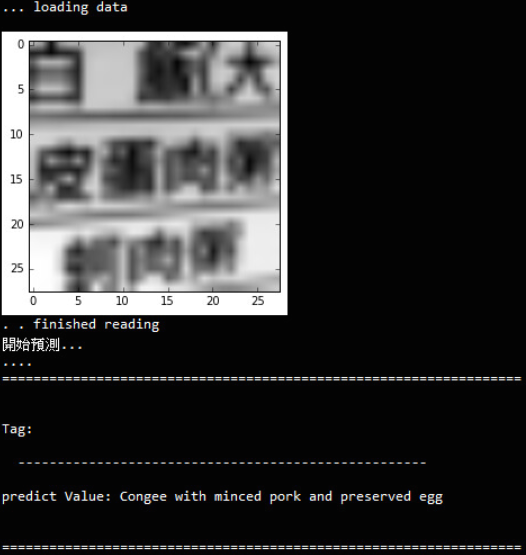 ... loading data
0
5
10
15
20
25
0 5 10 15 20 25
. . finished reading
開始預測...
....
==================================================================
Tag:
----------------------------------------------------
predict Value: Congee with minced pork and preserved egg
==================================================================